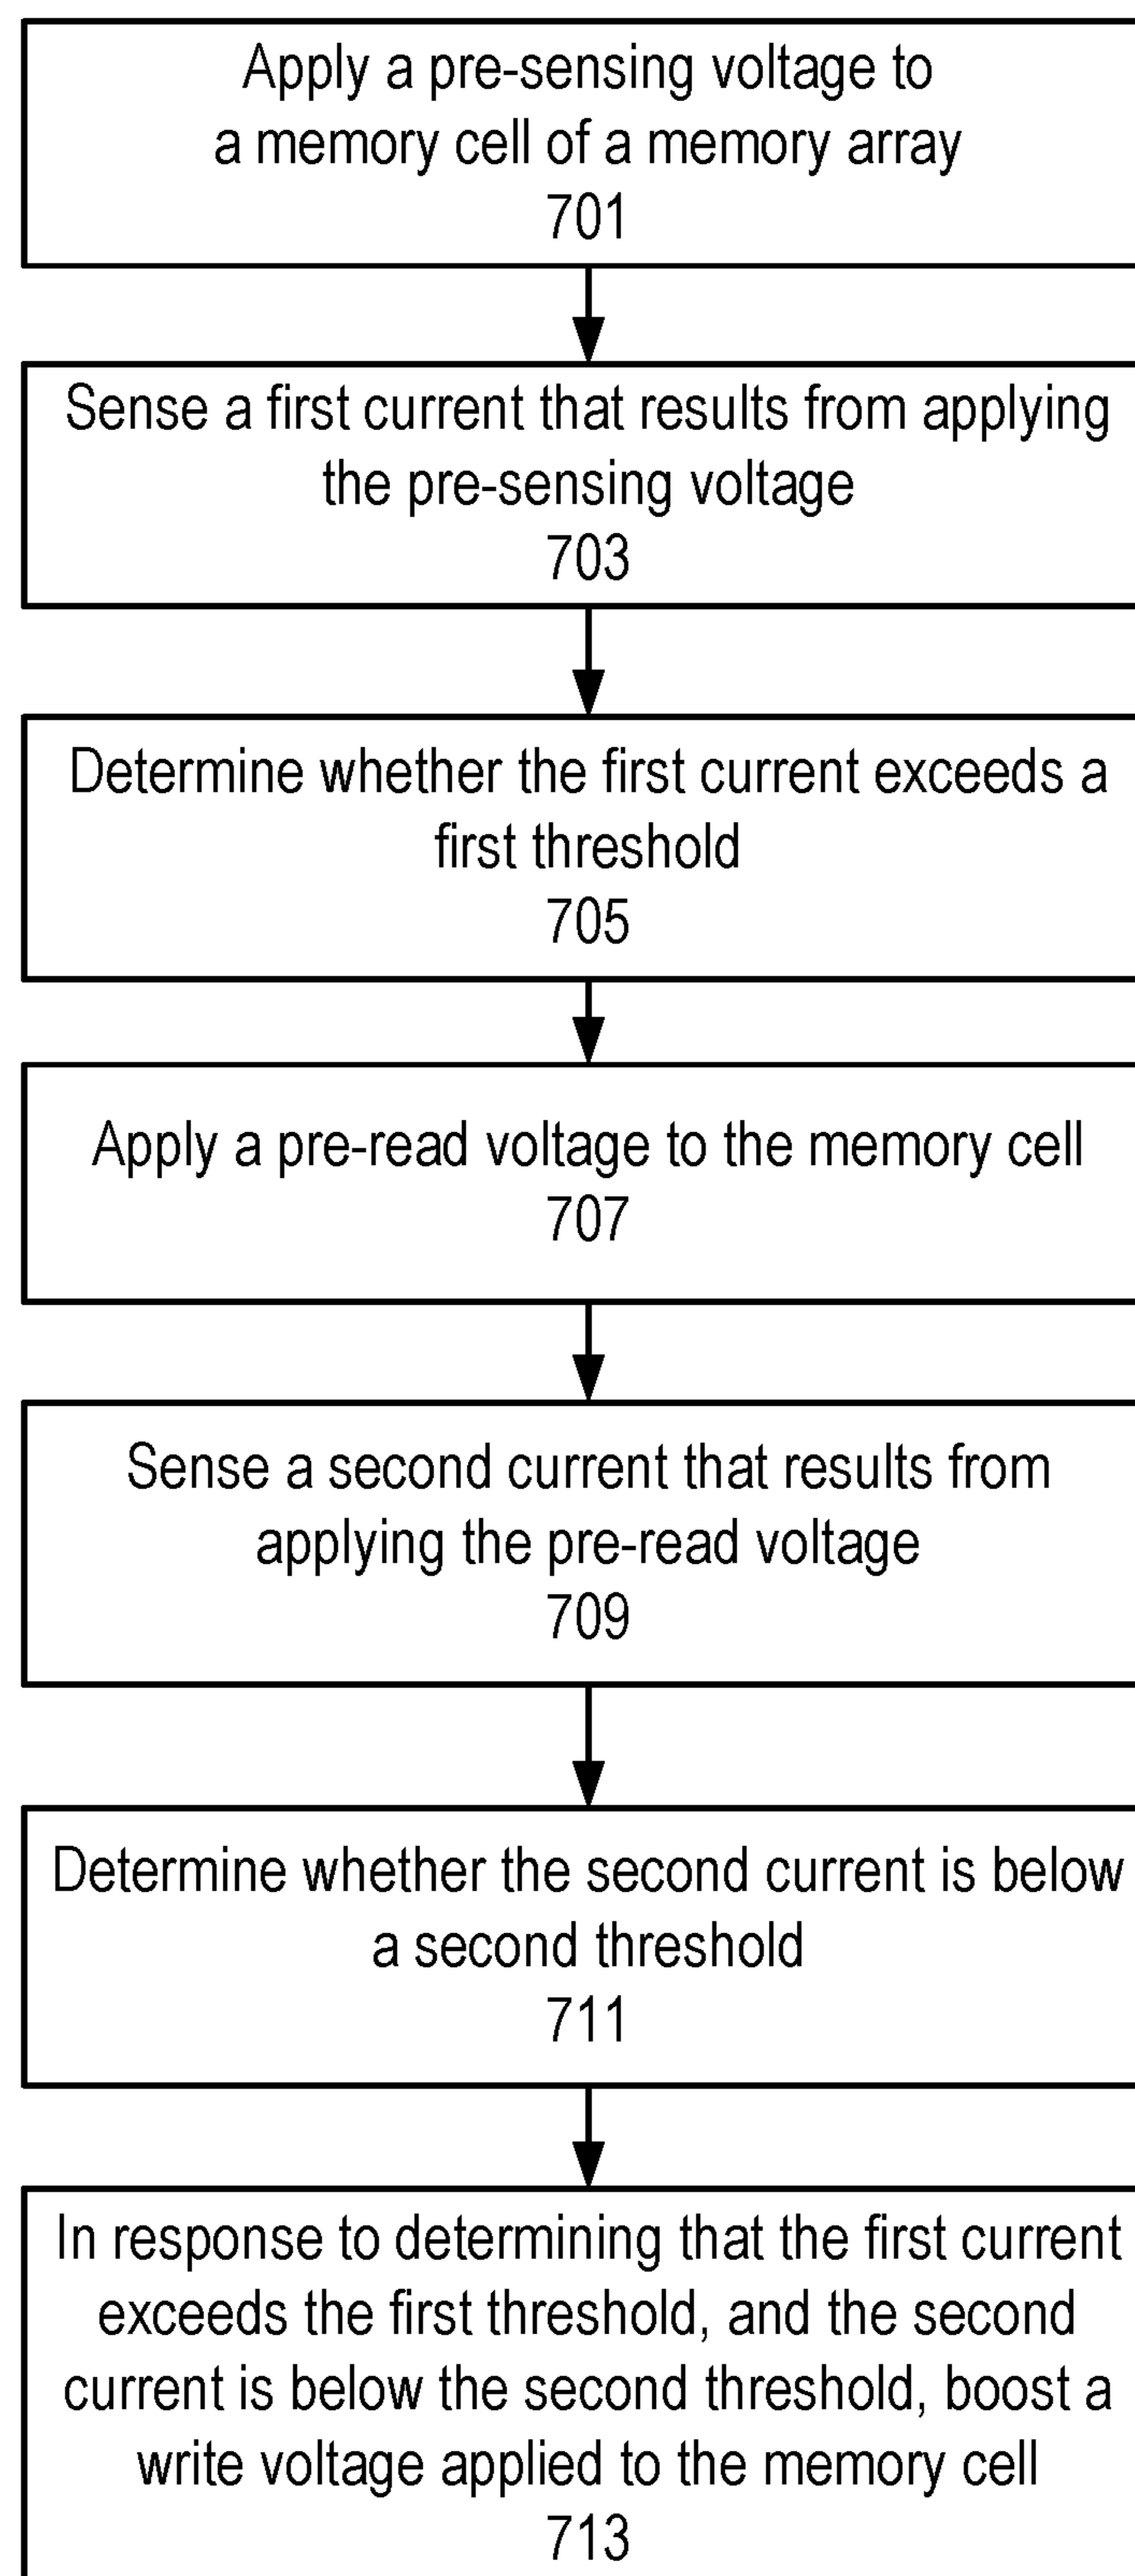 Apply a pre-sensing voltage to
a memory cell of a memory array
701
Sense a first current that results from applying
the pre-sensing voltage
703
Determine whether the first current exceeds a
first threshold
705
Apply a pre-read voltage to the memory cell
707
Sense a second current that results from
applying the pre-read voltage
709
Determine whether the second current is below
a second threshold
711
In response to determining that the first current
exceeds the first threshold, and the second
current is below the second threshold, boost a
write voltage applied to the memory cell
713